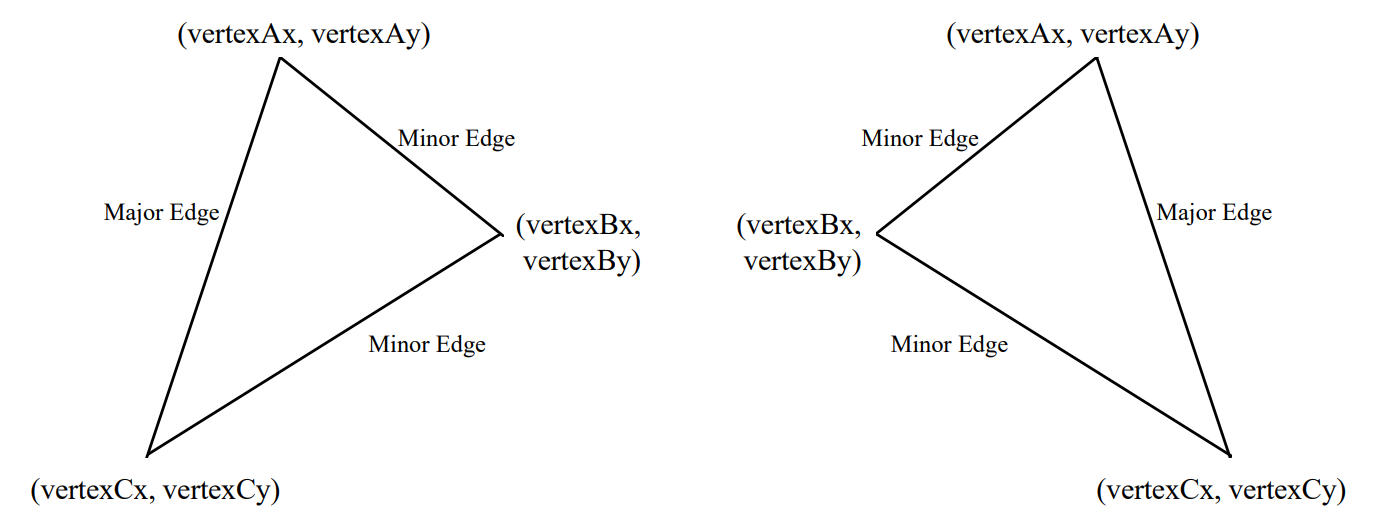 (vertexAx, vertexAy)
Minor Edge
Major Edge
(vertexBx,
vertexBy)
Minor Edge
(vertexCx, vertexCy)
(vertexAx, vertexAy)
Minor Edge
Major Edge
(vertexBx,
vertexBy)
Minor Edge
(vertexCx, vertexCy)